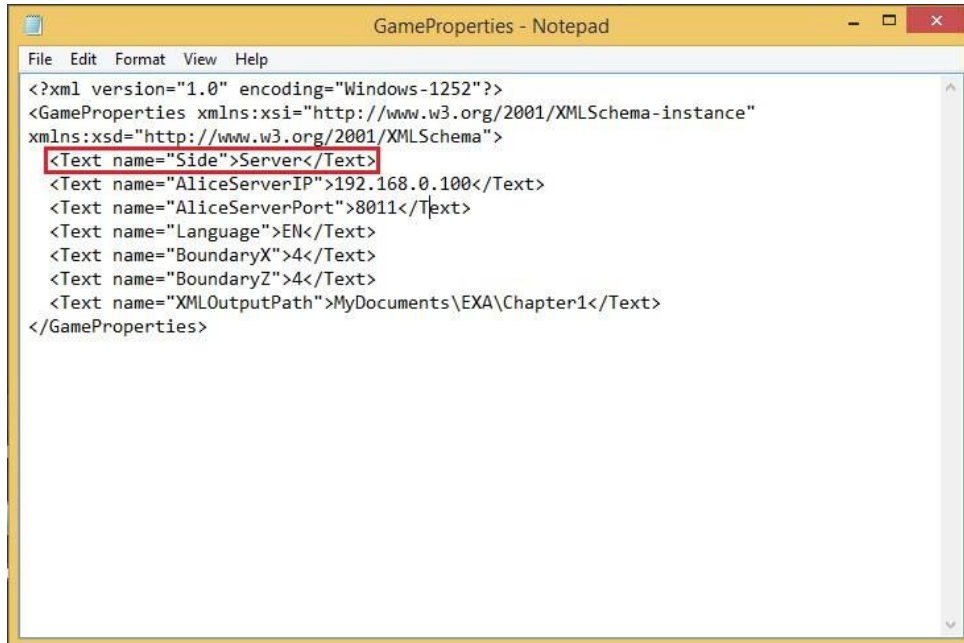 GameProperties - Notepad
File Edit Format View Help
<?xml version="1.0" encoding="Windows-1252"?>
<GameProperties xmlns:xsi="http://www.w3.org/2001/XMLSchema-instance"
xmlns:xsd="http://www.w3.org/2001/XMLSchema">
<Text name="Side">Server</Text>
<Text name="AliceServerIP">192.168.0.100</Text>
<Text name="AliceServerPort">8011</Text>
<Text name="Language">EN</Text>
<Text name="BoundaryX">4</Text>
<Text name="BoundaryZ">4</Text>
<Text name="XMLOutputPath">MyDocuments\EXA\Chapter1</Text>
</GameProperties>